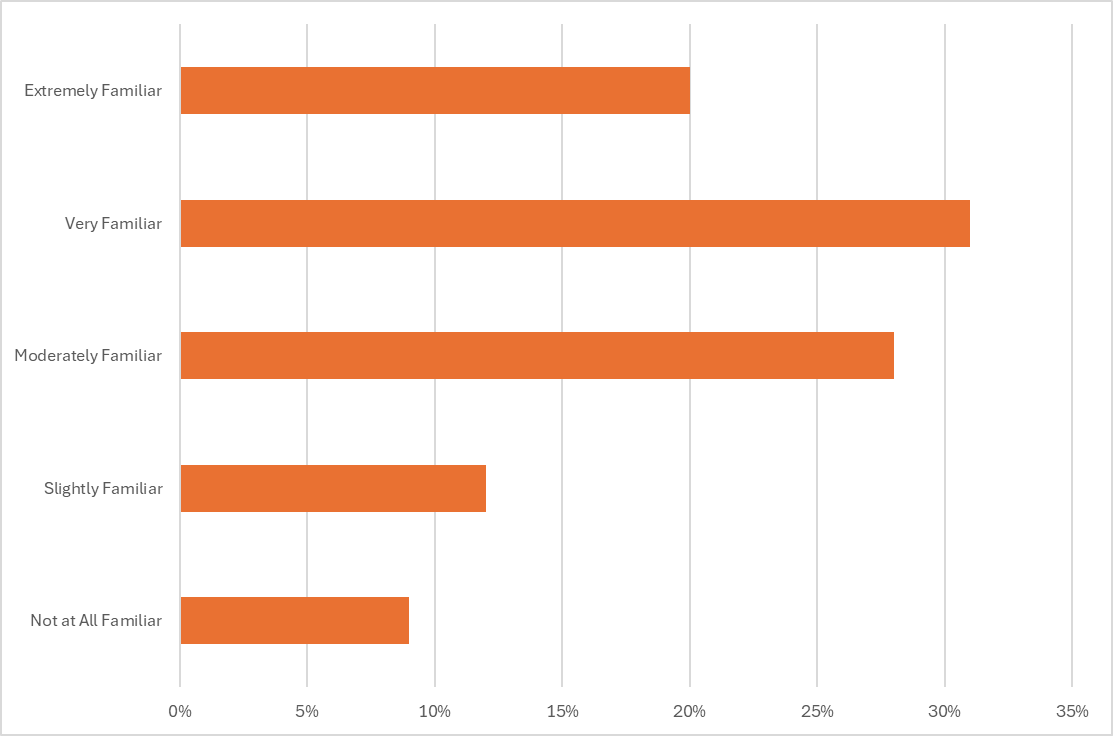 Extremely Familiar
Very Familiar
Moderately Familiar
Slightly Familiar
Not at All Familiar
0% 5% 10% 15% 20% 25% 30% 35%